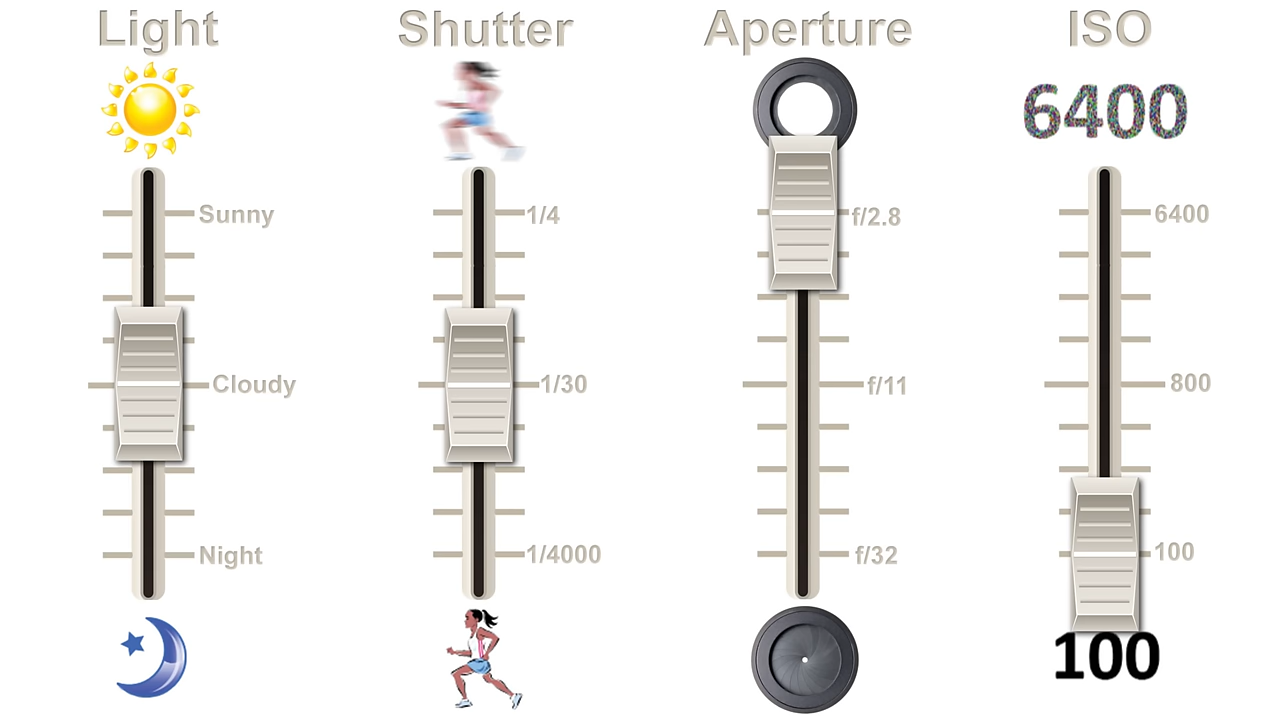 Light
Shutter
Aperture
ISO
6400
Sunny
1/4
f/2.8
6400
Cloudy
1/30
f/11
800
Night
1/4000
f/32
100
100